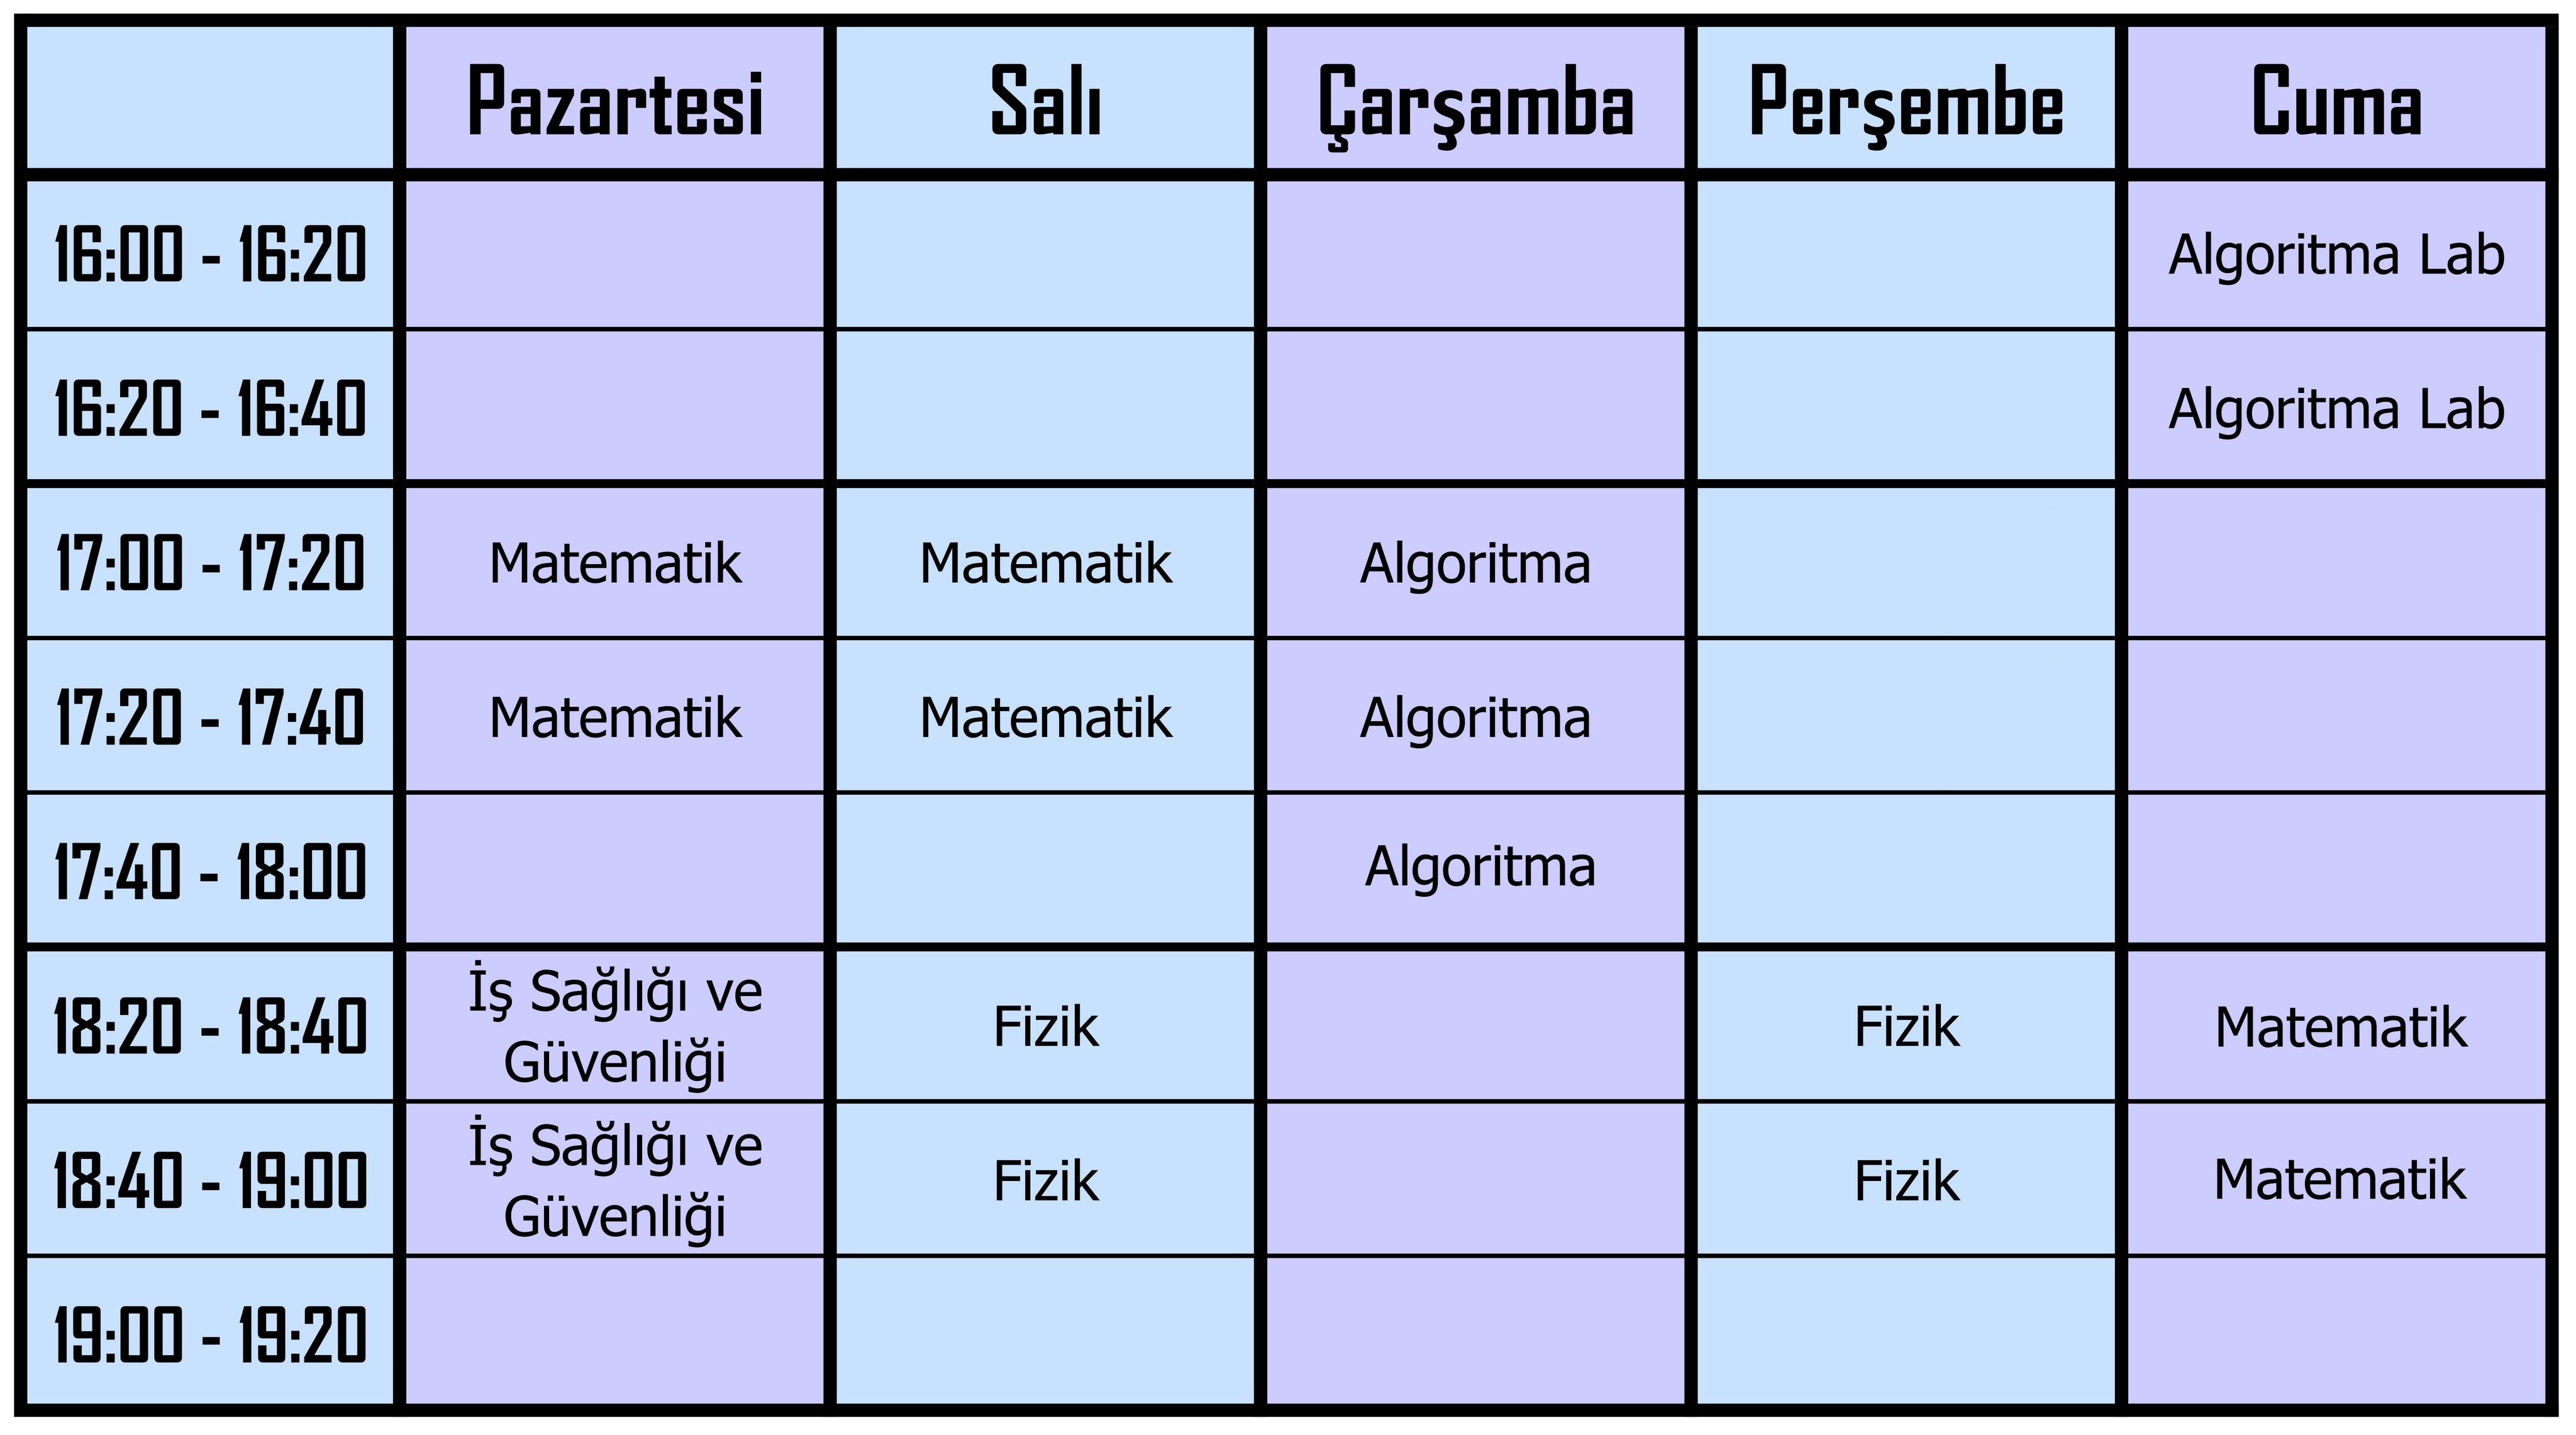 Pazartesi Salı Çarşamba Perşembe Cuma
16:00 - 16:20 Algoritma Lab
16:20 - 16:40 Algoritma Lab
17:00 - 17:20 Matematik Matematik Algoritma
17:20 - 17:40 Matematik Matematik Algoritma
17:40 - 18:00 Algoritma
18:20 - 18:40 İş Sağlığı ve
Güvenliği Fizik Fizik Matematik
18:40 - 19:00 İş Sağlığı ve
Güvenliği Fizik Fizik Matematik
19:00 - 19:20